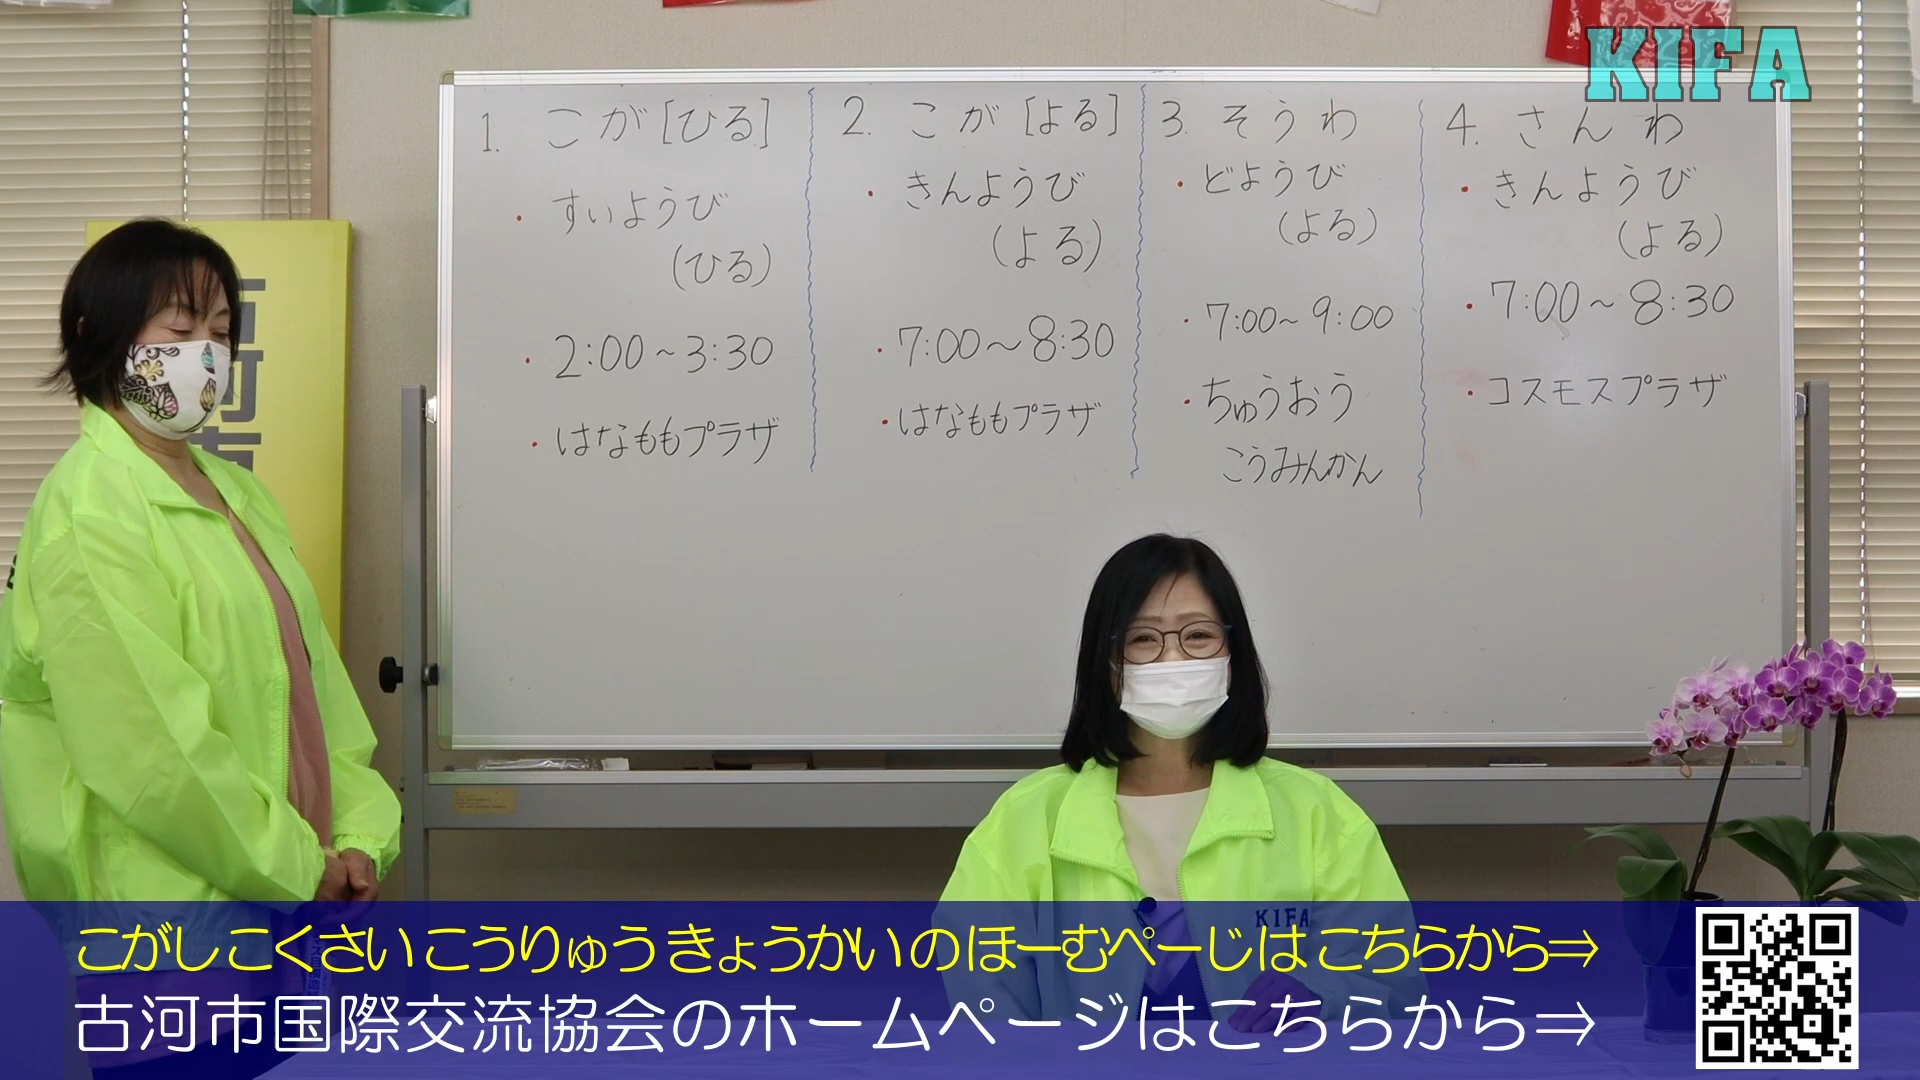 KIFA
1. こが[ひる]
・すいようび
(ひる)
・2:00~3:30
・はなももプラザ
2. こが[よる]
・きんようび
(よる)
・7:00~8:30
・はなももプラザ
3. そうわ
・どようび
(よる)
・7:00~9:00
・ちゅうおう
こうみんかん
4. さんわ
・きんようび
(よる)
・7:00~8:30
・コスモスプラザ
KIFA
こがしこくさいこうりゅうきょうかいのほーむぺーじはこちらから⇒
古河市国際交流協会のホームページはこちらから⇒